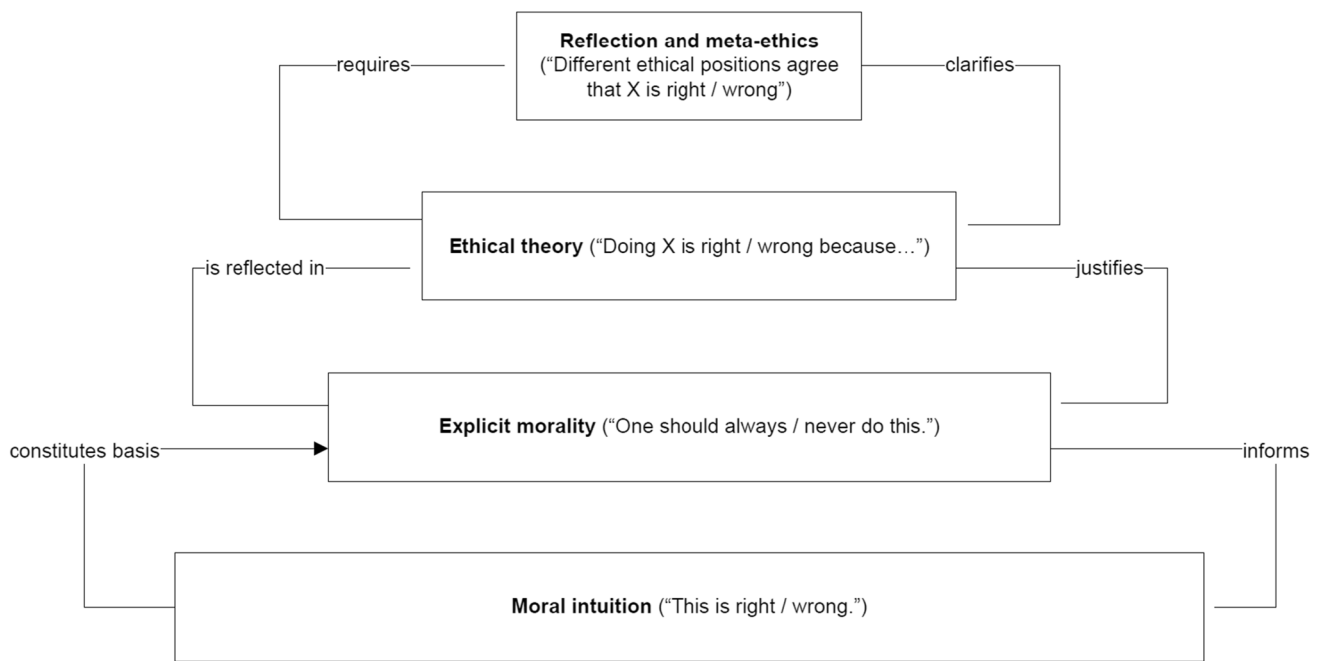 Reflection and meta-ethics
(“Different ethical positions agree
that X is right / wrong”)
requires
clarifies
Ethical theory (“Doing X is right / wrong because…”)
is reflected in
justifies
Explicit morality (“One should always / never do this.”)
constitutes basis
informs
Moral intuition (“This is right / wrong.”)